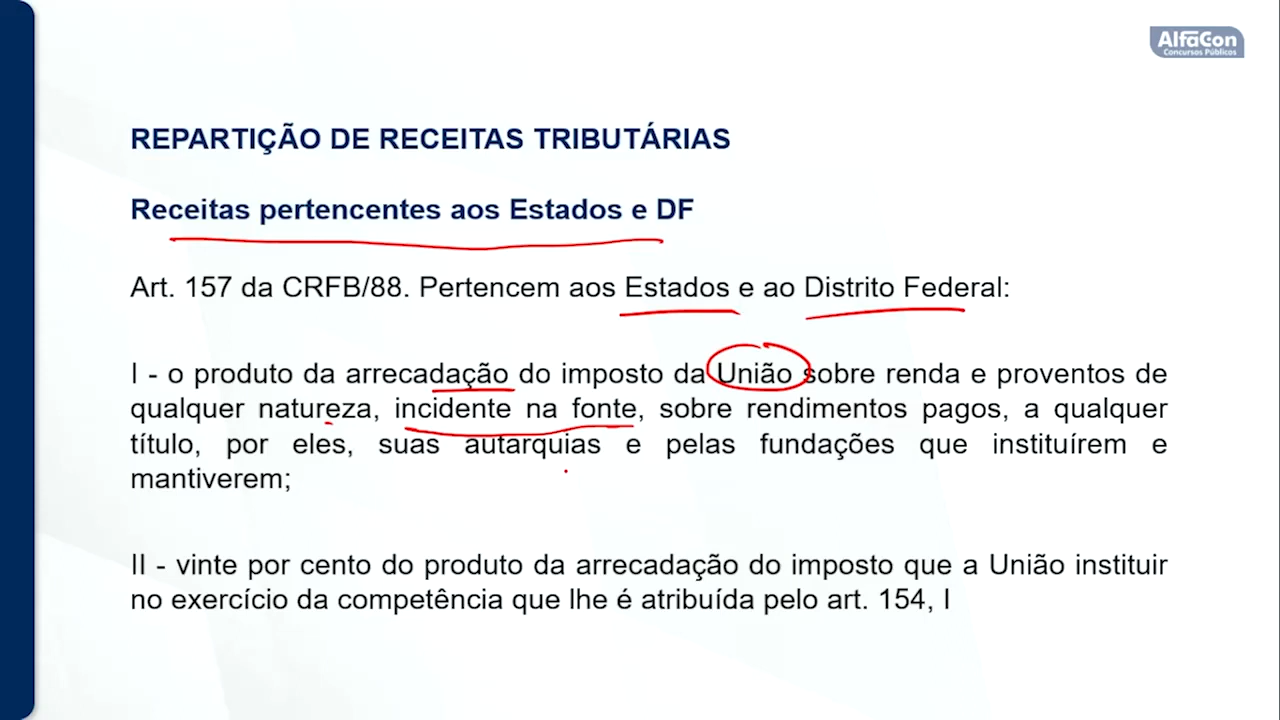 AlfaCon
Concursos Públicos
REPARTIÇÃO DE RECEITAS TRIBUTÁRIAS
Receitas pertencentes aos Estados e DF
Art. 157 da CRFB/88. Pertencem aos Estados e ao Distrito Federal:
I - o produto da arrecadação do imposto da União sobre renda e proventos de
qualquer natureza, incidente na fonte, sobre rendimentos pagos, a qualquer
título, por eles, suas autarquias e pelas fundações que instituírem e
mantiverem;
II - vinte por cento do produto da arrecadação do imposto que a União instituir
no exercício da competência que lhe é atribuída pelo art. 154, I